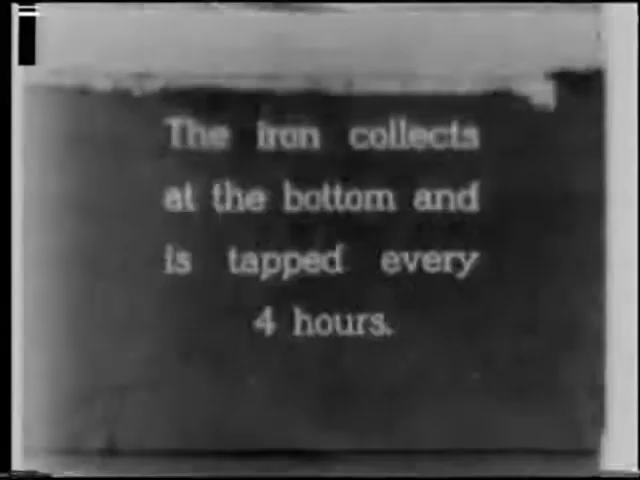 The iron collects
at the bottom and
is tapped every
4 hours.